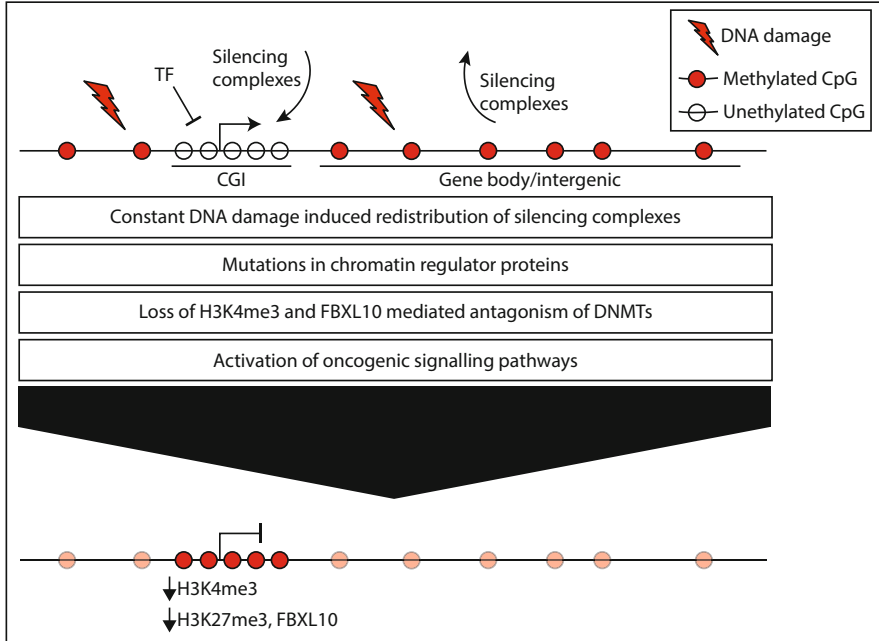 DNA damage
Methylated CpG
Unethylated CpG
Silencing
complexes
TF
Silencing
complexes
CGI
Gene body/intergenic
Constant DNA damage induced redistribution of silencing complexes
Mutations in chromatin regulator proteins
Loss of H3K4me3 and FBXL10 mediated antagonism of DNMTs
Activation of oncogenic signalling pathways
H3K4me3
H3K27me3, FBXL10